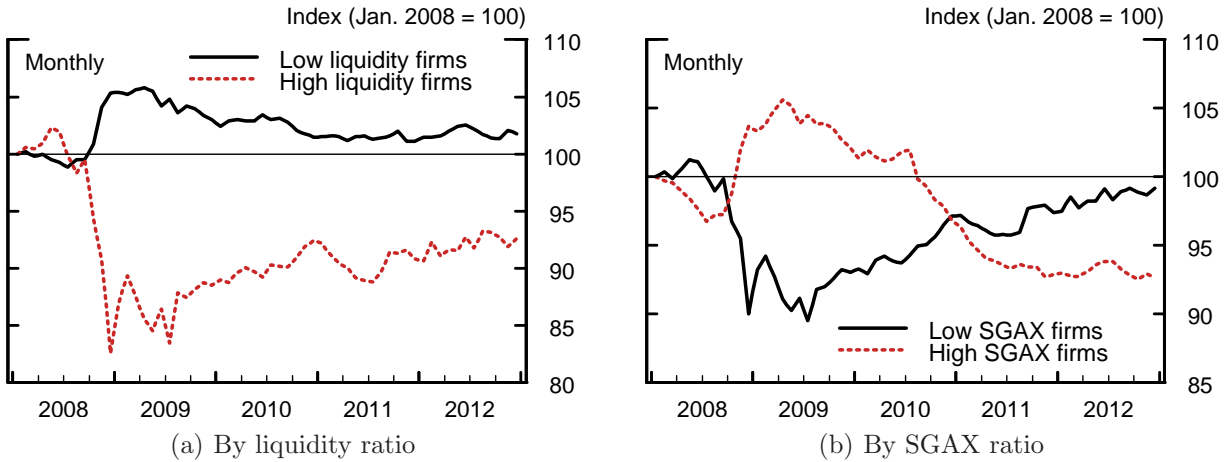 Index (Jan. 2008 = 100)
110
Monthly
Low liquidity firms
High liquidity firms
105
100
95
90
85
80
2008 2009 2010 2011 2012
(a) By liquidity ratio
Index (Jan. 2008 = 100)
110
Monthly
105
100
95
90
Low SGAX firms
High SGAX firms
85
2008 2009 2010 2011 2012
(b) By SGAX ratio